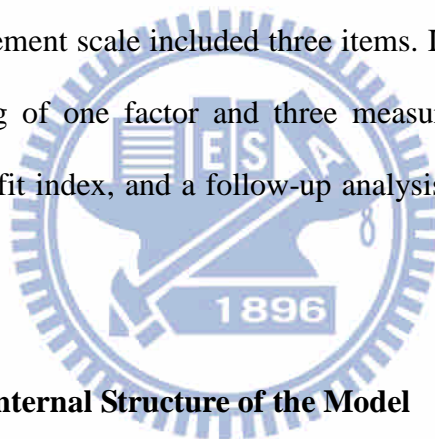 ement scale included three items. I
g of one factor and three measur
fit index, and a follow-up analysis
ES A
1896
nternal Structure of the Model